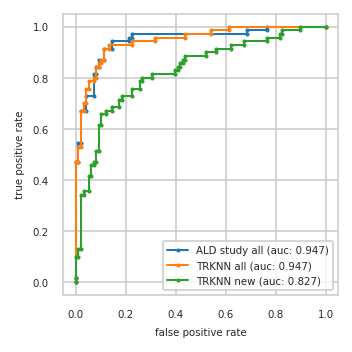 1.0
0.8
0.6
0.4
0.2
0.0
true positive rate
ALD study all (auc: 0.947)
TRKNN all (auc: 0.947)
TRKNN new (auc: 0.827)
0.0 0.2 0.4 0.6 0.8 1.0
false positive rate